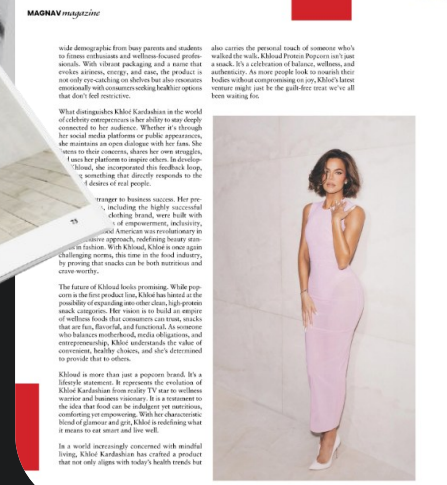 MAGNAV magazine
wide demographic from busy parents and students
to fitness enthusiasts and wellness-focused profes-
sionals. With vibrant packaging and a name that
evokes airiness, energy, and ease, the product is
not only eye-catching on shelves but also resonates
emotionally with consumers seeking healthier options
that don't feel restrictive.
What distinguishes Khloé Kardashian in the world
of celebrity entrepreneurs is her ability to stay deeply
connected to her audience. Whether it's through
her social media platforms or public appearances,
she maintains an open dialogue with her fans. She
to their concerns, shares her own struggles,
uses her platform to inspire others. In develop-
Khloud, she incorporated this feedback loop,
something that directly responds to the
desires of real people.
to business success. Her pre-
including the highly successful
clothing brand, were built with
of empowerment, inclusivity,
American was revolutionary in
approach, redefining beauty stan-
in fashion. With Khloud, Khloé is once again
challenging norms, this time in the food industry,
by proving that snacks can be both nutritious and
crave-worthy.
The future of Khloud looks promising. While pop-
corn is the first product line, Khloé has hinted at the
possibility of expanding into other clean, high-protein
snack categories. Her vision is to build an empire
of wellness foods that consumers can trust, snacks
that are fun, flavorful, and functional. As someone
who balances motherhood, media obligations, and
entrepreneurship, Khloé understands the value of
convenient, healthy choices, and she's determined
to provide that to others.
Khloud is more than just a popcorn brand. It's a
lifestyle statement. It represents the evolution of
Khloé Kardashian from reality TV star to wellness
warrior and business visionary. It is a testament to
the idea that food can be indulgent yet nutritious,
comforting yet empowering. With her characteristic
blend of glamour and grit, Khloé is redefining what
it means to eat smart and live well.
In a world increasingly concerned with mindful
living, Khloé Kardashian has crafted a product
that not only aligns with today's health trends but
also carries the personal touch of someone who's
walked the walk. Khloud Protein Popcorn isn't just
a snack. It's a celebration of balance, wellness, and
authenticity. As more people look to nourish their
bodies without compromising on joy, Khloé's latest
venture might just be the guilt-free treat we've all
been waiting for.